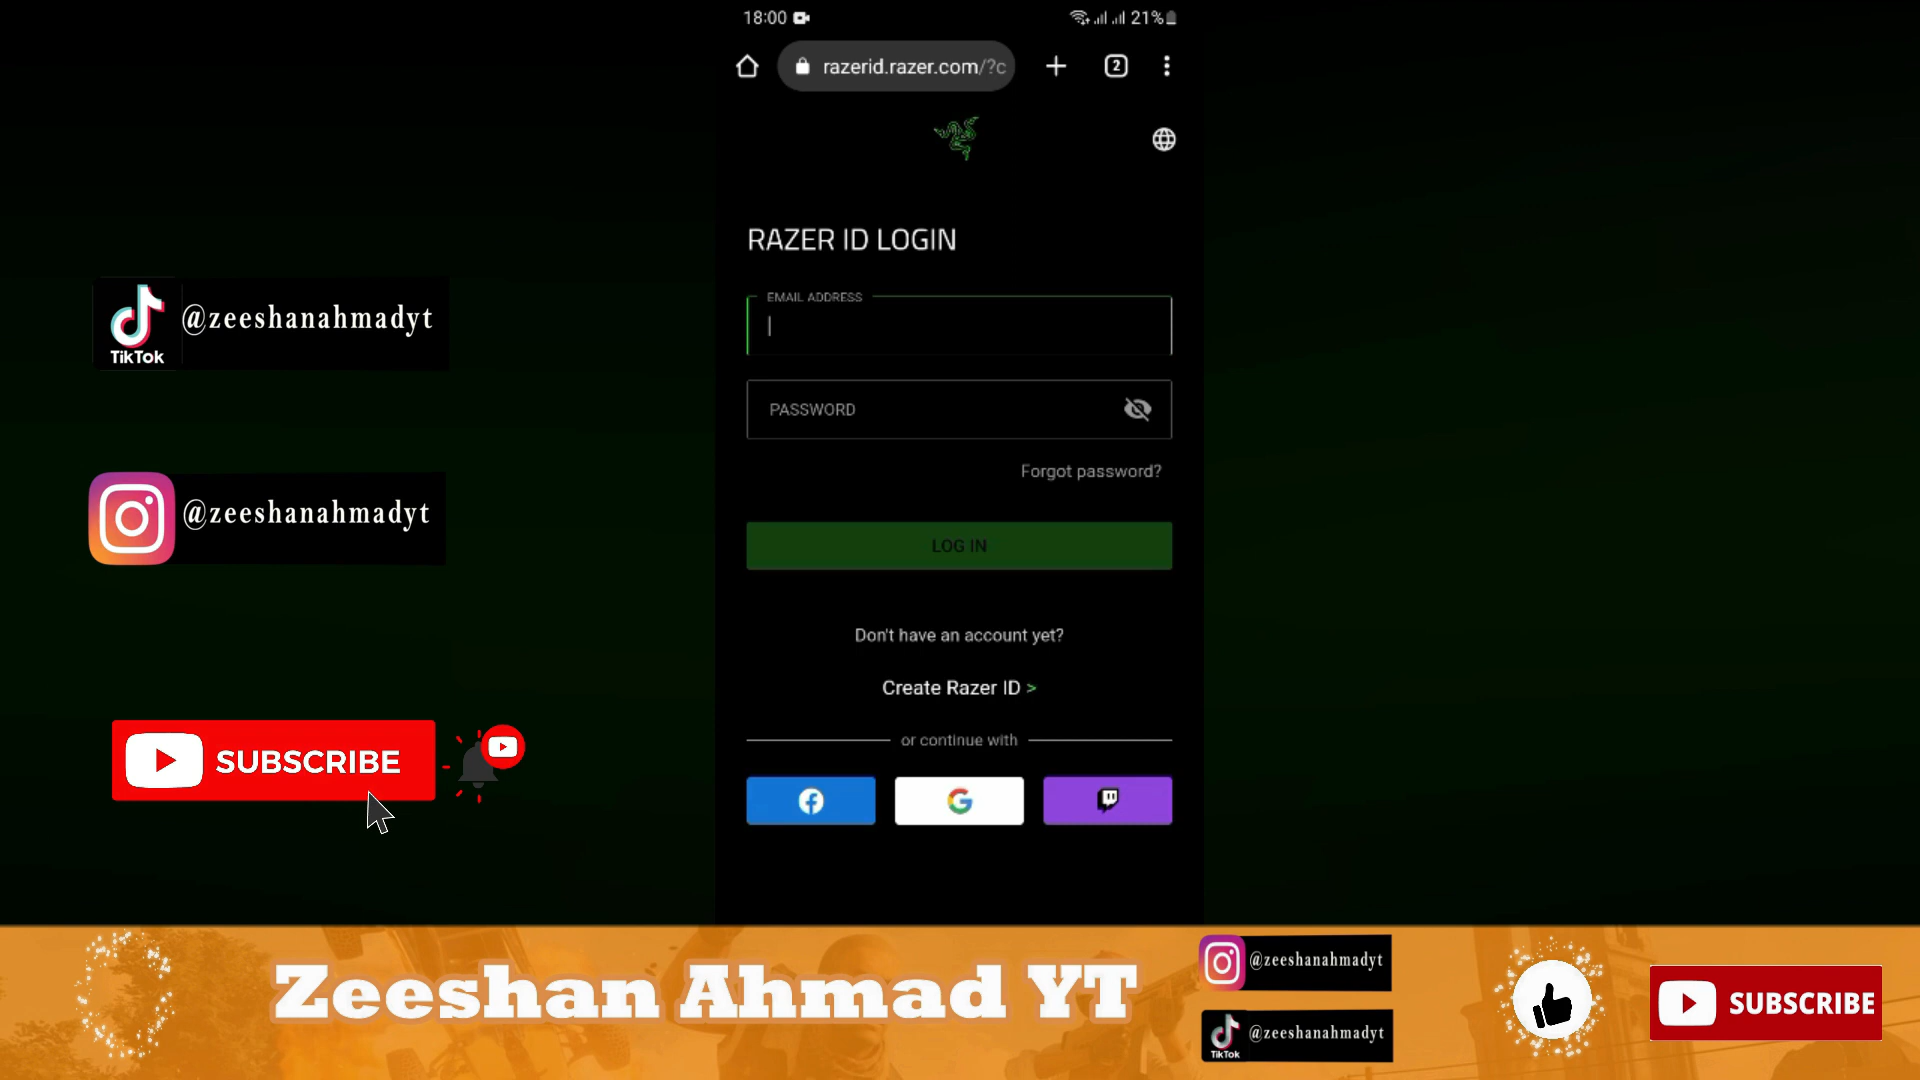 18:00
21%
razerid.razer.com/?c
2
RAZER ID LOGIN
EMAIL ADDRESS
PASSWORD
Forgot password?
LOG IN
Don't have an account yet?
Create Razer ID >
or continue with
TikTok
@zeeshanahmadyt
@zeeshanahmadyt
SUBSCRIBE
Zeeshan Ahmad YT
@zeeshanahmadyt
TikTok
@zeeshanahmadyt
SUBSCRIBE